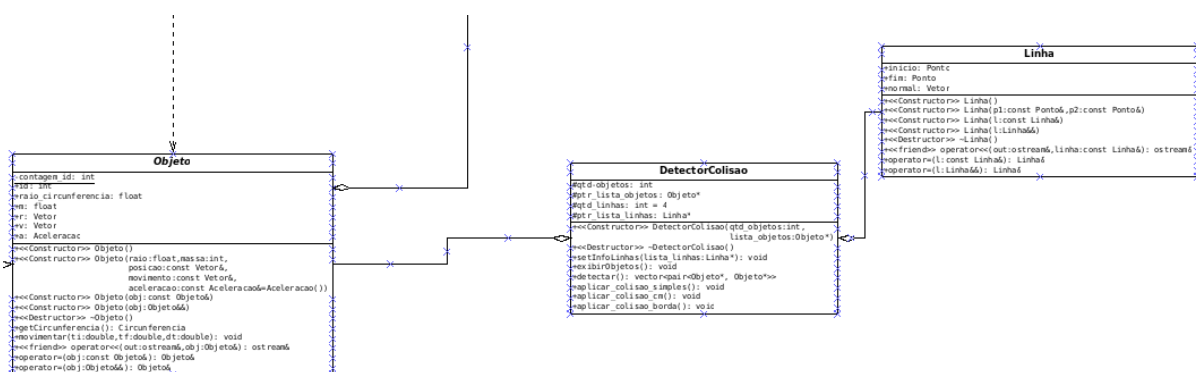 Objeto
-contagem_id: int
+id: int
+raio_circunferencia: float
+m: float
+r: Vetor
+v: Vetor
+a: Aceleracac
+<<Constructor>> Objeto()
+<<Constructor>> Objeto(raio:float,massa:int,
posicao:const Vetor&,
movimento:const Vetor&,
aceleracao:const Aceleracao&=Aceleracao())
+<<Constructor>> Objeto(obj:const Objeto&)
+<<Constructor>> Objeto(obj:Objeto&&)
+<<Destructor>> ~Objeto()
+getCircunferencia(): Circunferencia
+movimentar(ti:double,tf:double,dt:double): void
+<<friend>> operator<<(out:ostream&,obj:Objeto&): ostream&
+operator=(obj:const Objeto&): Objeto&
+operator=(obj:Objeto&&): Objeto&
DetectorColisao
#qtd-objetos: int
#ptr_lista_objetos: Objeto*
#qtd_linhas: int = 4
#ptr_lista_linhas: Linha*
+<<Constructor>> DetectorColisao(qtd_objetos:int,
lista_objetos:Objeto*)
+<<Destructor>> ~DetectorColisao()
+setInfoLinhas(lista_linhas:Linha*): void
+exibirObjetos(): void
+detectar(): vector<pair<Objeto*, Objeto*>>
+aplicar_colisao_simples(): void
+aplicar_colisao_cm(): void
+aplicar_colisao_borda(): void
Linha
+inicio: Ponto
+fim: Ponto
+normal: Vetor
+<<Constructor>> Linha()
+<<Constructor>> Linha(p1:const Ponto&,p2:const Ponto&)
+<<Constructor>> Linha(l:const Linha&)
+<<Constructor>> Linha(l:Linha&&)
+<<Destructor>> ~Linha()
+<<friend>> operator<<(out:ostream&,linha:const Linha&): ostream&
+operator=(l:const Linha&): Linha&
+operator=(l:Linha&&): Linha&